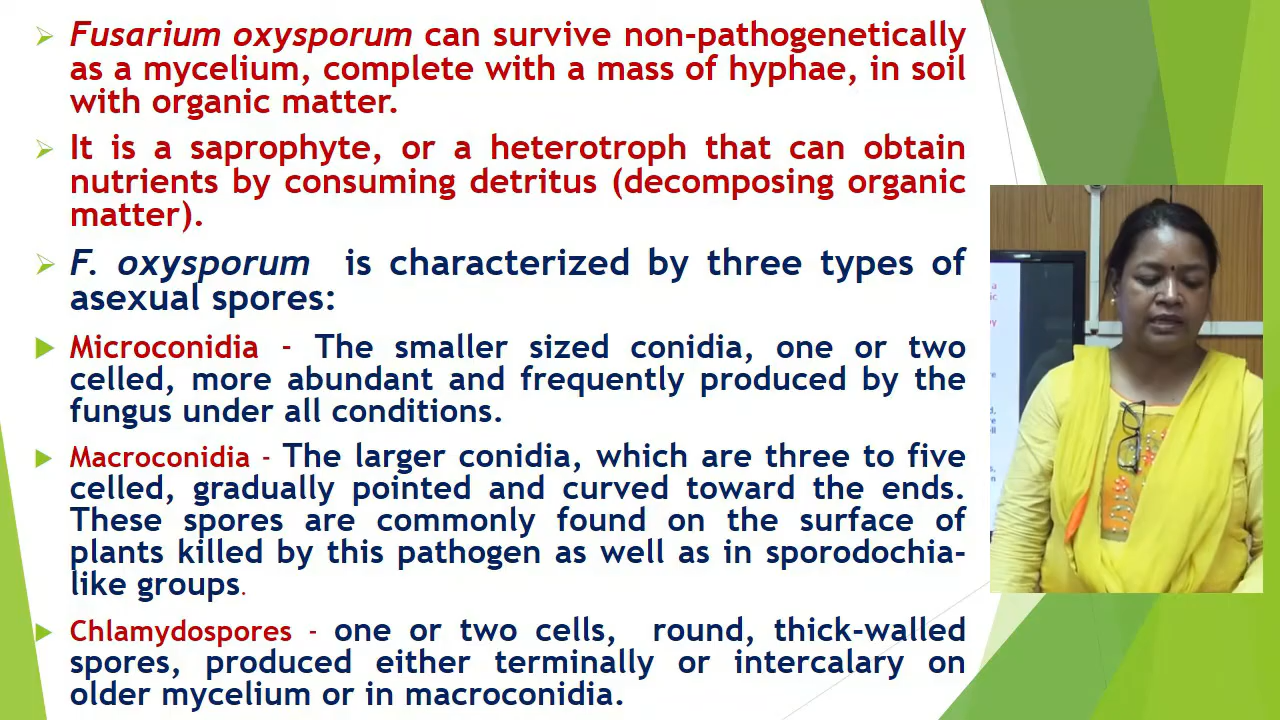 Fusarium oxysporum can survive non-pathogenetically
as a mycelium, complete with a mass of hyphae, in soil
with organic matter.
It is a saprophyte, or a heterotroph that can obtain
nutrients by consuming detritus (decomposing organic
matter).
F. oxysporum is characterized by three types of
asexual spores:
Microconidia - The smaller sized conidia, one or two
celled, more abundant and frequently produced by the
fungus under all conditions.
Macroconidia - The larger conidia, which are three to five
celled, gradually pointed and curved toward the ends.
These spores are commonly found on the surface of
plants killed by this pathogen as well as in sporodochia-
like groups.
Chlamydospores - one or two cells, round, thick-walled
spores, produced either terminally or intercalary on
older mycelium or in macroconidia.